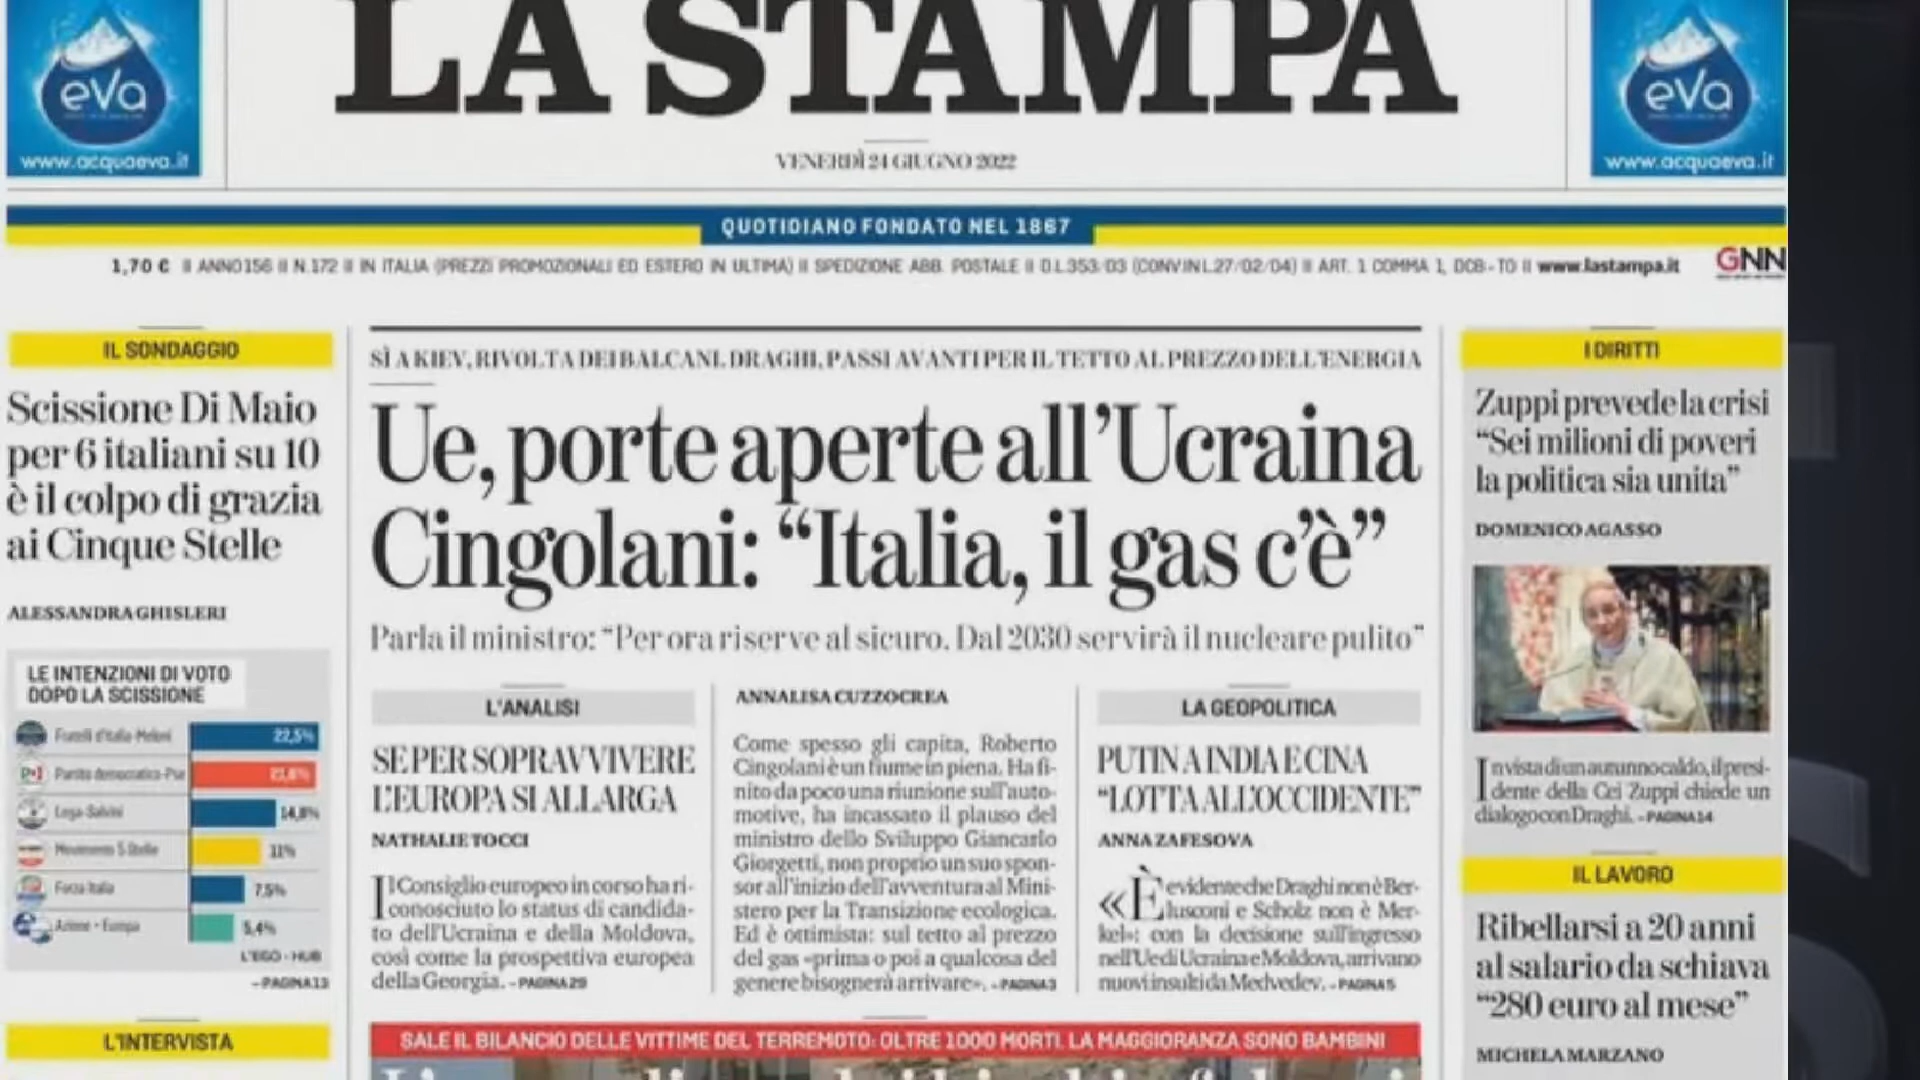 eva
www.acquaeva.it
LA STAMPA
VENERDÌ 24 GIUGNO 2022
eva
www.acquaeva.it
QUOTIDIANO FONDATO NEL 1867
1,70 € II ANNO 156 II N.172 II IN ITALIA (PREZZI PROMOZIONALI ED ESTERO IN ULTIMA) II SPEDIZIONE ABB. POSTALE II D.L.353/03 (CONV.IN L.27/02/04) II ART. 1 COMMA 1, DCB-TO II www.lastampa.it
GNN
IL SONDAGGIO
Scissione Di Maio
per 6 italiani su 10
è il colpo di grazia
ai Cinque Stelle
ALESSANDRA GHISLERI
LE INTENZIONI DI VOTO
DOPO LA SCISSIONE
Fratelli d'Italia-Meloni 22,5%
Partito democratico-Pse
Lega-Salvini 14,8%
Movimento 5 Stelle 11%
Forza Italia 7,5%
Azione + Europa 5,4%
L'EGO - HUB
-PAGINA 13
L'INTERVISTA
SÌ A KIEV, RIVOLTA DEI BALCANI. DRAGHI, PASSI AVANTI PER IL TETTO AL PREZZO DELL'ENERGIA
Ue, porte aperte all'Ucraina
Cingolani: “Italia, il gas c'è”
Parla il ministro: “Per ora riserve al sicuro. Dal 2030 servirà il nucleare pulito”
L'ANALISI
SE PER SOPRAVVIVERE
L'EUROPA SI ALLARGA
NATHALIE TOCCI
Il Consiglio europeo in corso ha ri-
conosciuto lo status di candida-
to dell'Ucraina e della Moldova,
così come la prospettiva europea
della Georgia. -PAGINA 29
ANNALISA CUZZOCREA
Come spesso gli capita, Roberto
Cingolani è un fiume in piena. Ha fi-
nito da poco una riunione sull'auto-
motive, ha incassato il plauso del
ministro dello Sviluppo Giancarlo
Giorgetti, non proprio un suo spon-
sor all'inizio dell'avventura al Mini-
stero per la Transizione ecologica.
Ed è ottimista: sul tetto al prezzo
del gas «prima o poi a qualcosa del
genere bisognerà arrivare». -PAGINA 3
LA GEOPOLITICA
PUTIN A INDIA E CINA
“LOTTA ALL'OCCIDENTE”
ANNA ZAFESOVA
«È evidente che Draghi non è Ber-
lusconi e Scholz non è Mer-
kel»: con la decisione sull'ingresso
nell'Ue di Ucraina e Moldova, arrivano
nuovi insulti da Medvedev. -PAGINA 5
SALE IL BILANCIO DELLE VITTIME DEL TERREMOTO: OLTRE 1000 MORTI. LA MAGGIORANZA SONO BAMBINI
I DIRITTI
Zuppi prevede la crisi
“Sei milioni di poveri
la politica sia unita”
DOMENICO AGASSO
In vista di un autunno caldo, il presi-
dente della Cei Zuppi chiede un
dialogo con Draghi. -PAGINA 14
IL LAVORO
Ribellarsi a 20 anni
al salario da schiava
“280 euro al mese”
MICHELA MARZANO